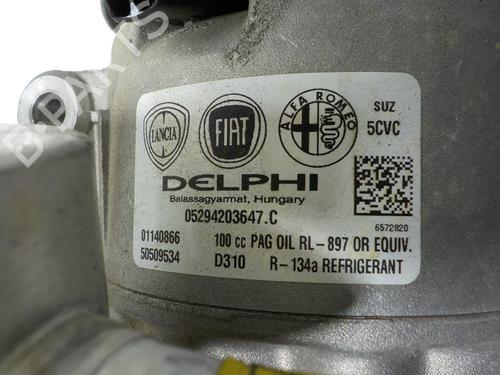 LANCIA
FIAT
ALFA ROMEO
SUZ
5CVC
DELPHI
Balassagyarmat, Hungary
05294203647.C
6572820
01140866
100 cc PAG OIL RL-897 OR EQUIV.
50509534
D310
R-134a REFRIGERANT
B-PARTS